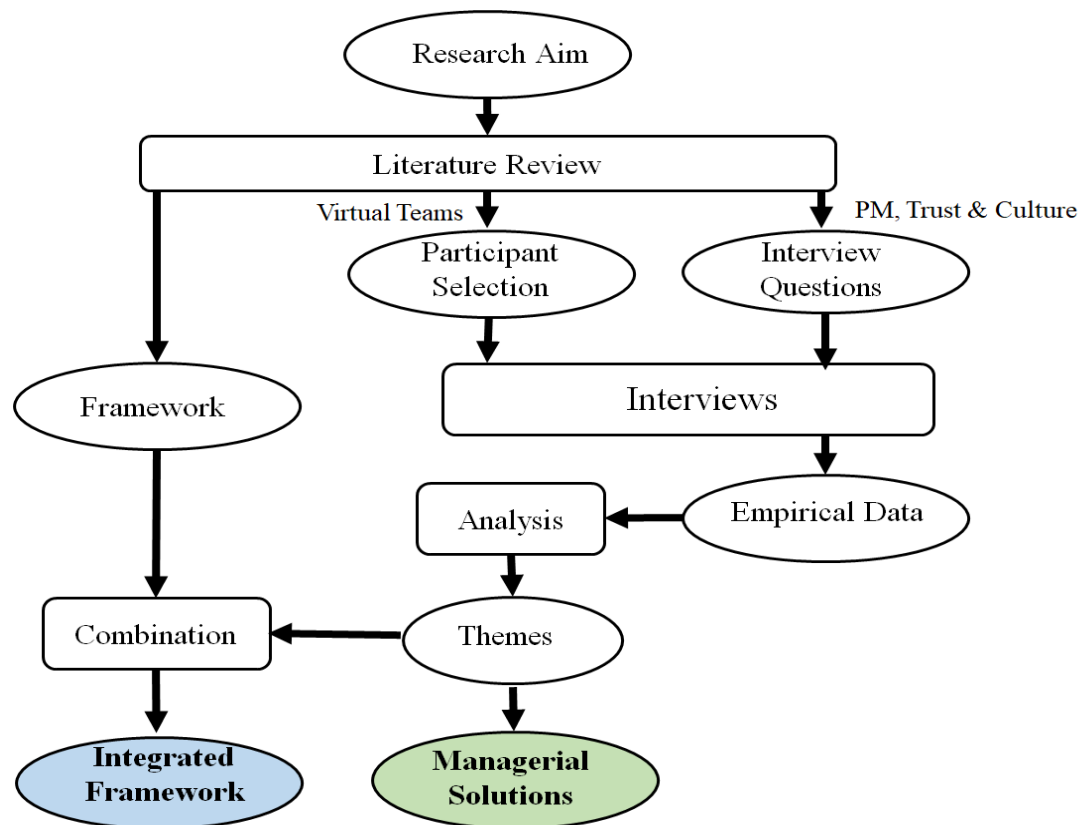 Research Aim
Literature Review
Virtual Teams
PM, Trust & Culture
Participant
Selection
Interview
Questions
Framework
Interviews
Analysis
Empirical Data
Combination
Themes
Integrated
Framework
Managerial
Solutions